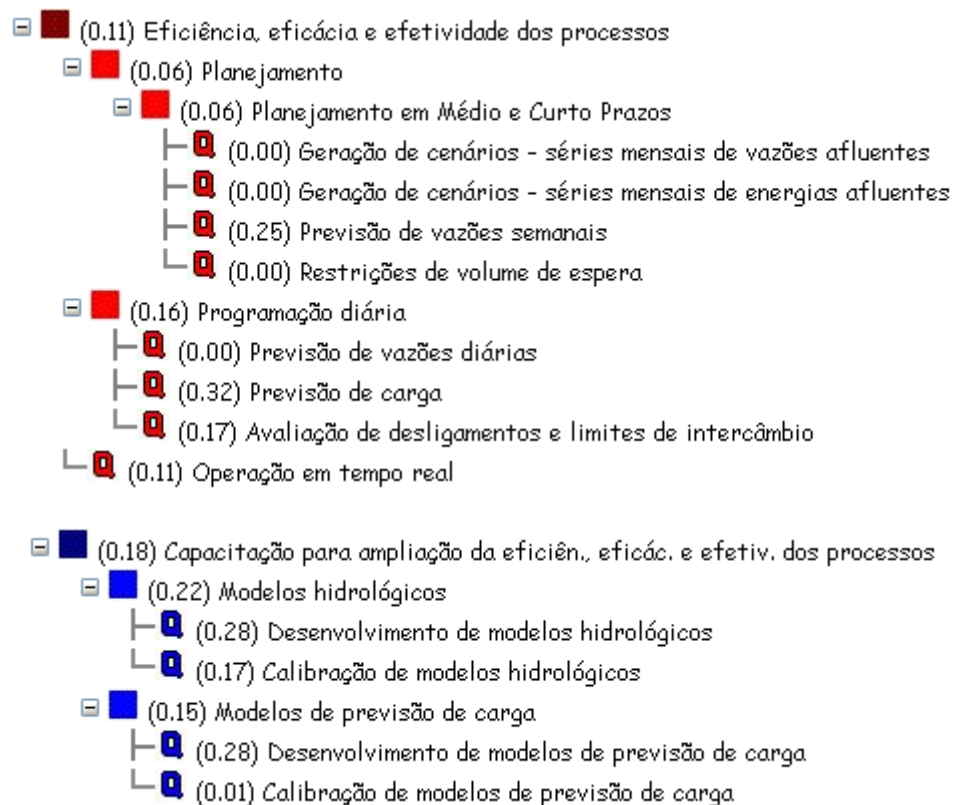 (0.11) Eficiência, eficácia e efetividade dos processos
(0.06) Planejamento
(0.06) Planejamento em Médio e Curto Prazos
Q (0.00) Geração de cenários - séries mensais de vazões afluentes
Q (0.00) Geração de cenários - séries mensais de energias afluentes
Q (0.25) Previsão de vazões semanais
Q (0.00) Restrições de volume de espera
(0.16) Programação diária
Q (0.00) Previsão de vazões diárias
Q (0.32) Previsão de carga
Q (0.17) Avaliação de desligamentos e limites de intercâmbio
Q (0.11) Operação em tempo real
(0.18) Capacitação para ampliação da eficiên., eficác. e efetiv. dos processos
(0.22) Modelos hidrológicos
Q (0.28) Desenvolvimento de modelos hidrológicos
Q (0.17) Calibração de modelos hidrológicos
(0.15) Modelos de previsão de carga
Q (0.28) Desenvolvimento de modelos de previsão de carga
Q (0.01) Calibração de modelos de previsão de carga